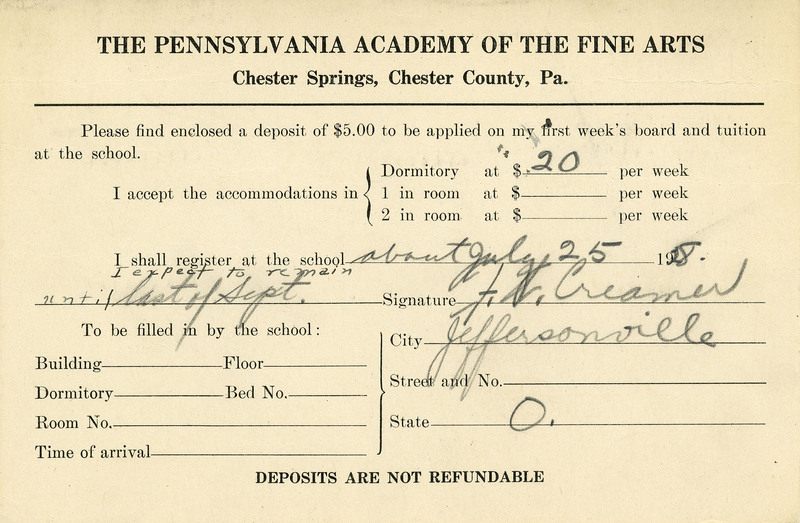 THE PENNSYLVANIA ACADEMY OF THE FINE ARTS
Chester Springs, Chester County, Pa.
Please find enclosed a deposit of $5.00 to be applied on my first week's board and tuition
at the school.
Dormitory at $ 20 per week
I accept the accommodations in 1 in room at $ per week
2 in room at $ per week
I shall register at the school about July 25 198.
I expect to remain
until last of Sept. Signature J. V. Creamer
To be filled in by the school:
City Jeffersonville
Building Floor
Street and No.
Dormitory Bed No.
Room No. State O.
Time of arrival
DEPOSITS ARE NOT REFUNDABLE